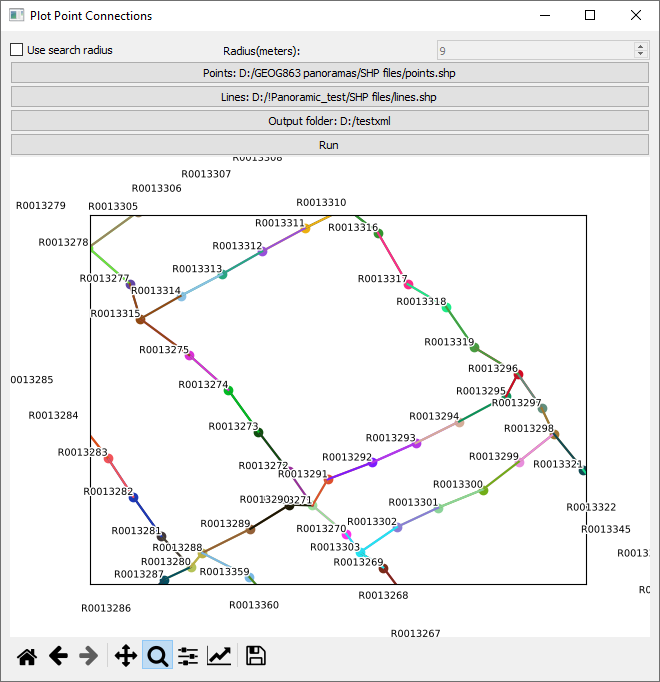 Plot Point Connections
Use search radius
Radius(meters):
9
Points: D:/GEOG863 panoramas/SHP files/points.shp
Lines: D:/!Panoramic_test/SHP files/lines.shp
Output folder: D:/testxml
Run
R0013308
R0013307
R0013306
R0013279
R0013305
R0013310
R0013311
R0013316
R0013278
R0013312
R0013313
R0013277
R0013314
R0013317
R0013318
R0013315
R0013319
R0013275
R0013296
0013285
R0013274
R0013295
R0013297
R0013284
R0013294
R0013273
R0013298
R0013293
R0013283
R0013292
R0013299
R0013272
R0013321
R0013291
R0013300
R0013282
R0013290
3271
R0013301
R0013322
R0013289
R0013302
R0013281
R0013270
R0013345
R0013288
R0013303
R0013280
R0013269
R0013287
R0013359
R0013268
R0013286
R0013360
R0013267